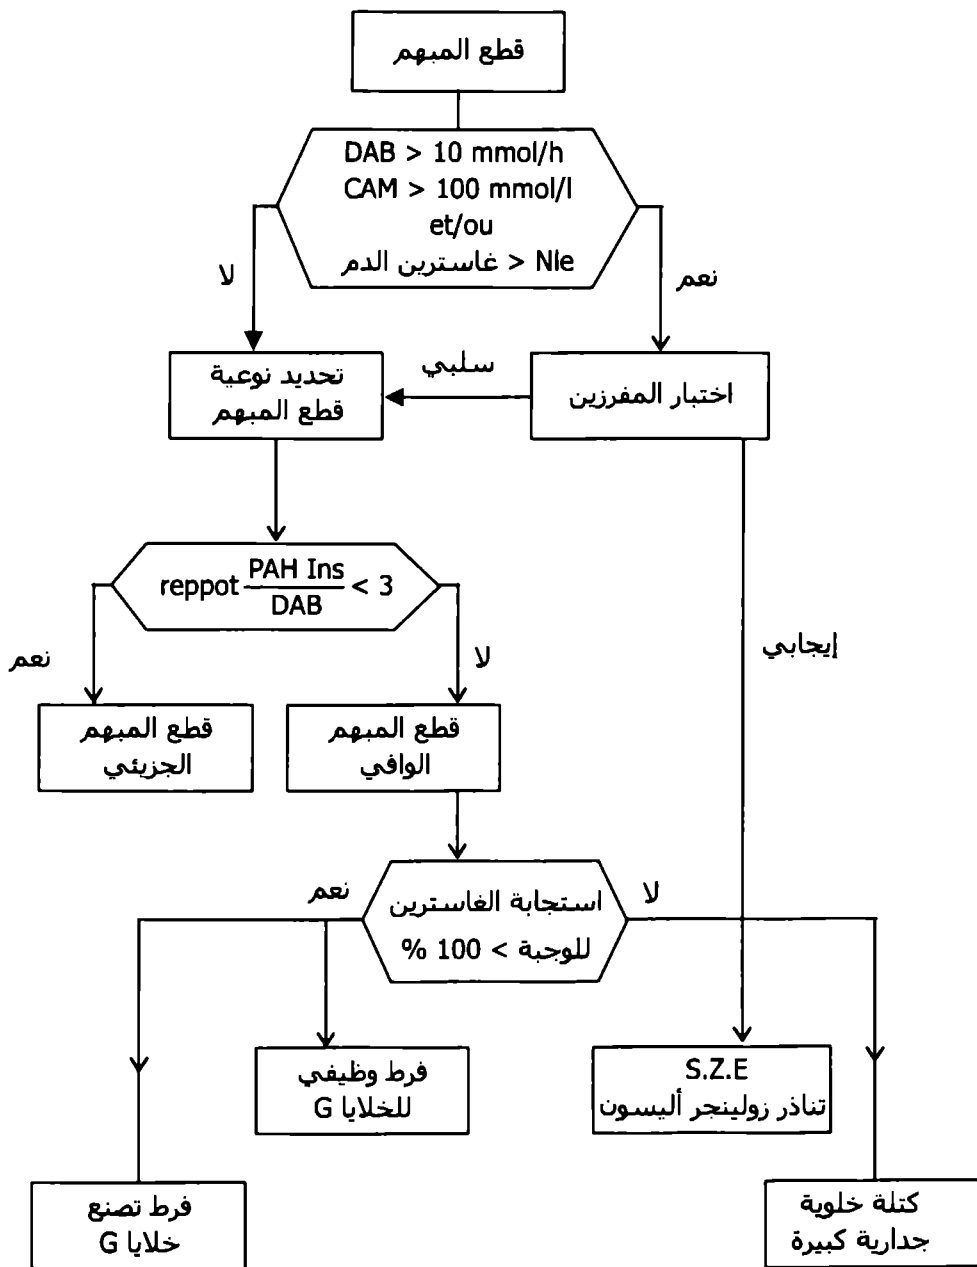 قطع المبهم
DAB > 10 mmol/h
CAM > 100 mmol/l
et/ou
غاسترين الدم > Nle
لا
نعم
تحديد نوعية
قطع المبهم
سلبي
اختبار المفرزين
reppot PAH Ins / DAB < 3
إيجابي
نعم
لا
قطع المبهم
الجزيئي
قطع المبهم
الوافي
نعم
استجابة الغاسترين
للوجبة > 100 %
لا
فرط وظيفي
للخلايا G
S.Z.E
تناذر زولينجر أليسون
فرط تصنع
خلايا G
كتلة خلوية
جدارية كبيرة